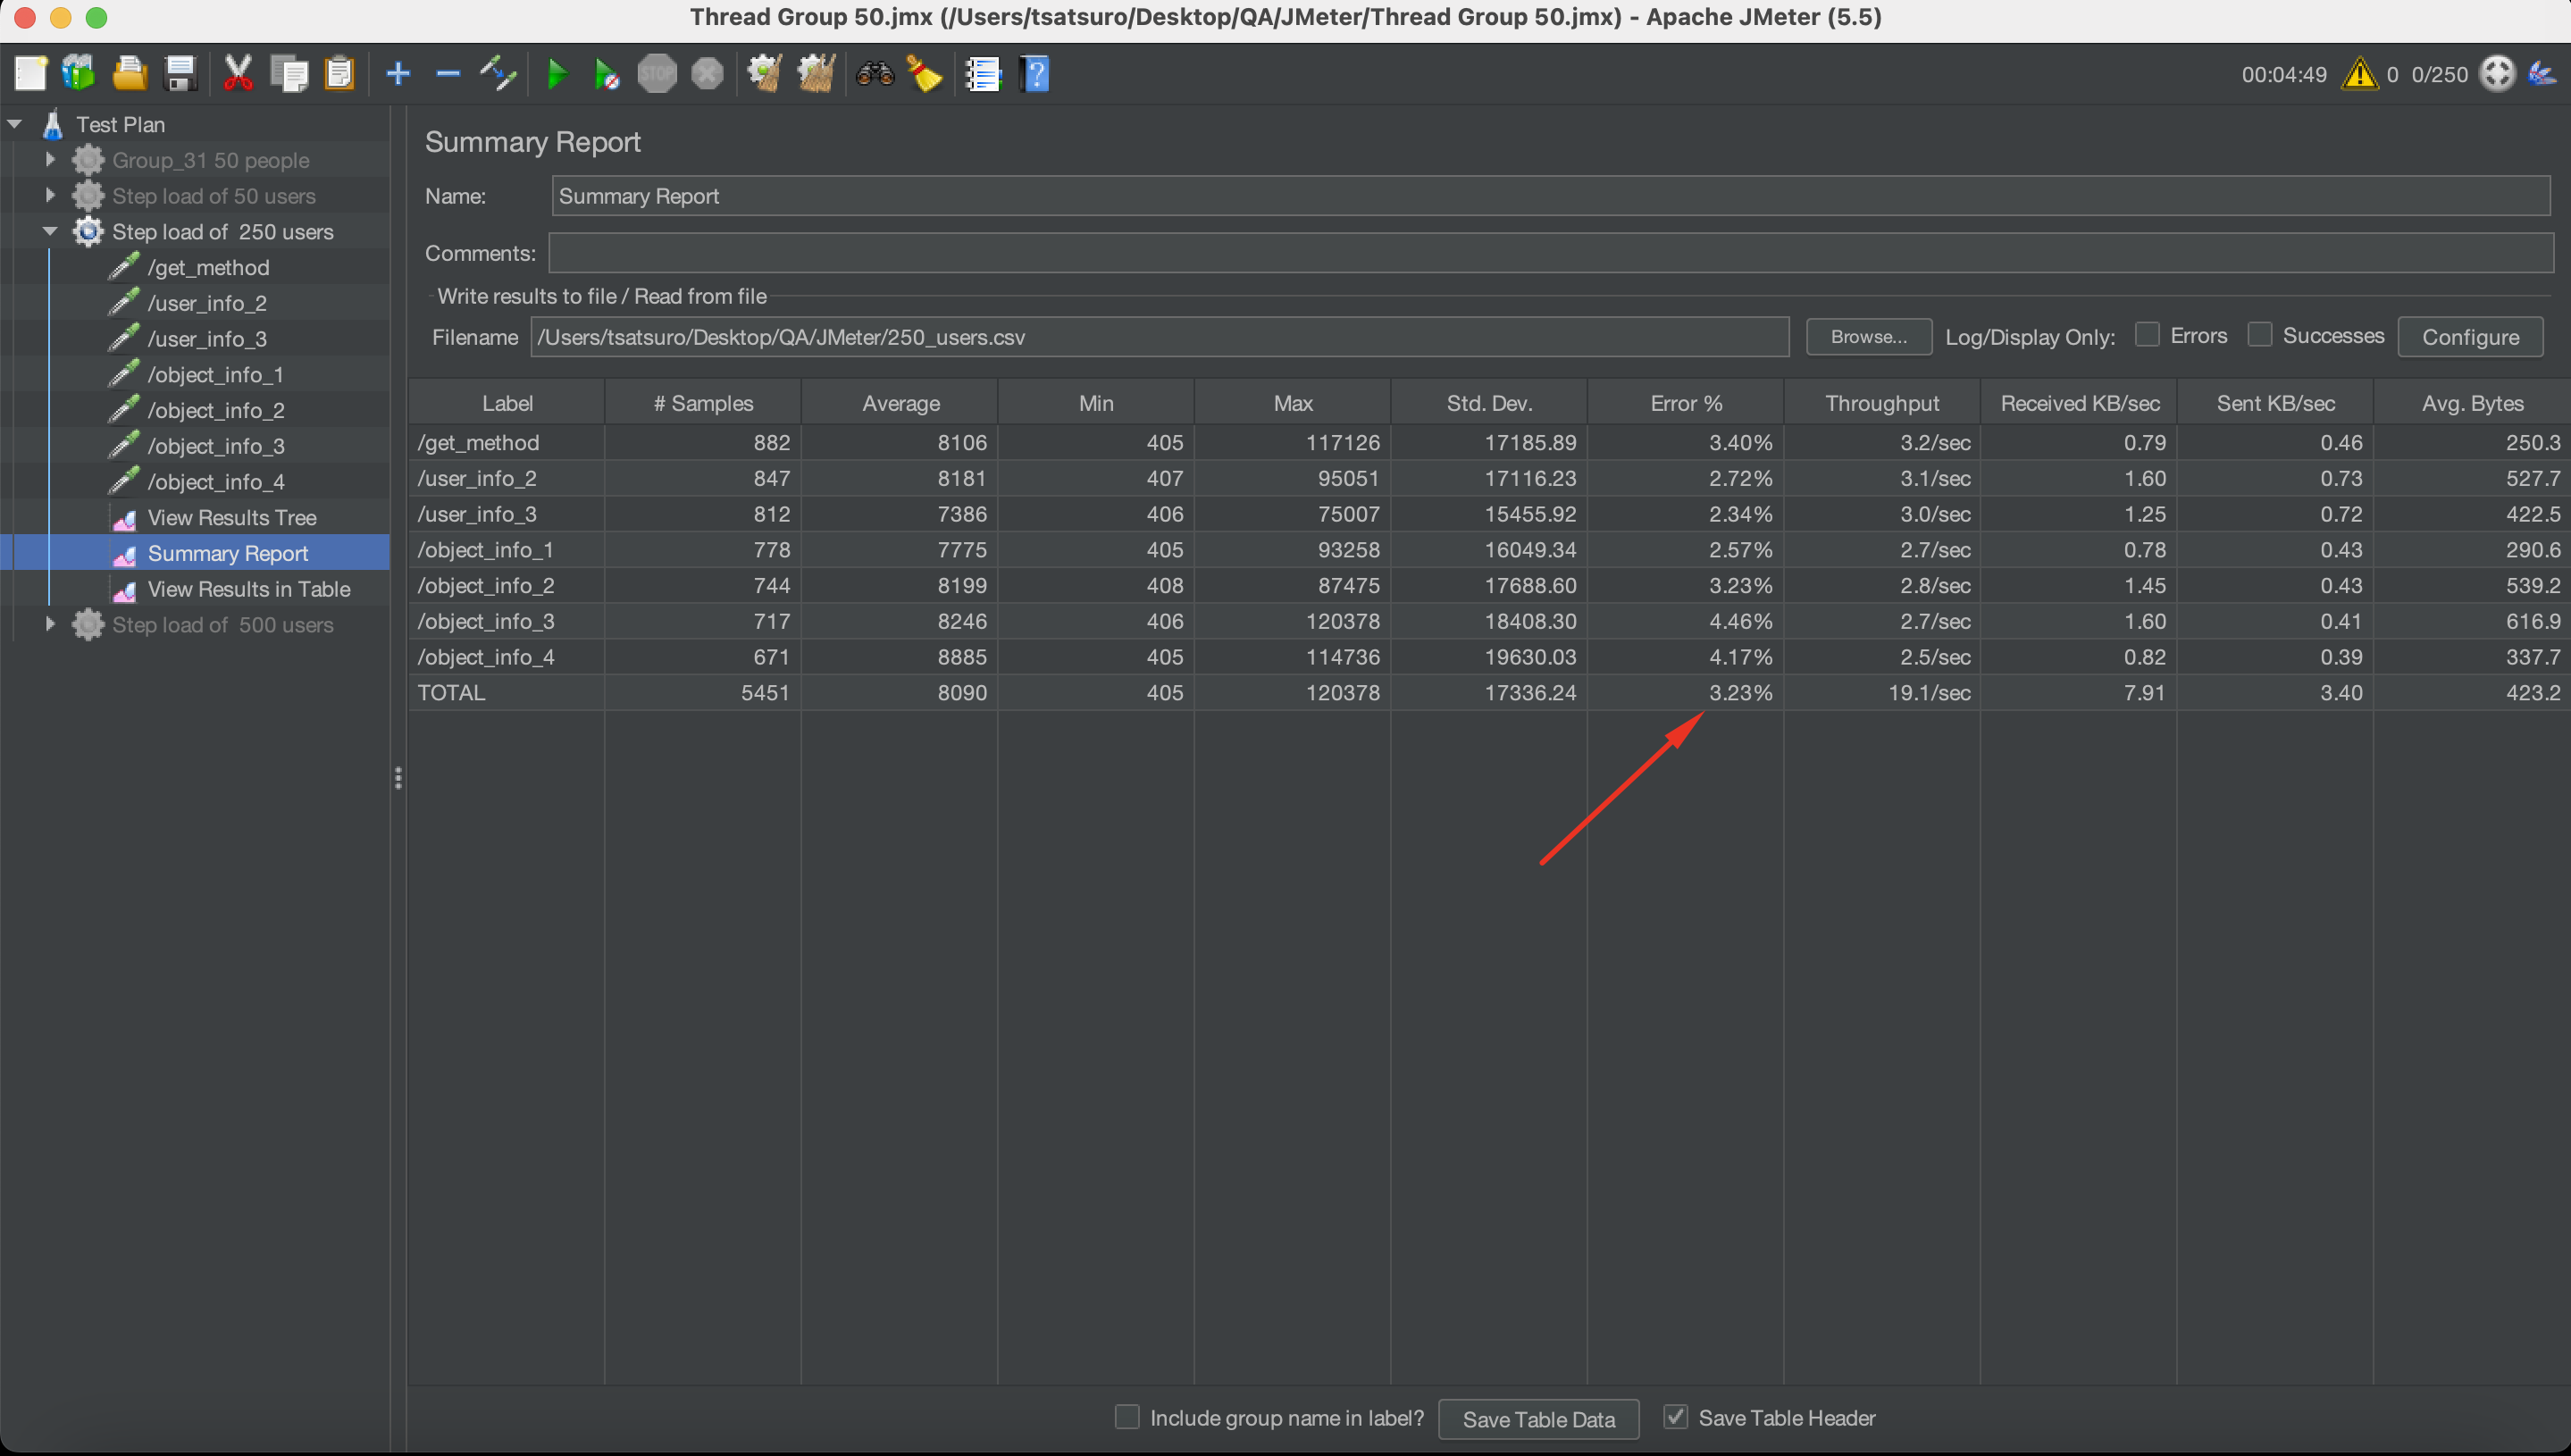 Thread Group 50.jmx (/Users/tsatsuro/Desktop/QA/JMeter/Thread Group 50.jmx) - Apache JMeter (5.5)
STOP
00:04:49 0 0/250
Test Plan
Group_31 50 people
Step load of 50 users
Step load of  250 users
/get_method
/user_info_2
/user_info_3
/object_info_1
/object_info_2
/object_info_3
/object_info_4
View Results Tree
Summary Report
View Results in Table
Step load of  500 users
Summary Report
Name: Summary Report
Comments:
Write results to file / Read from file
Filename /Users/tsatsuro/Desktop/QA/JMeter/250_users.csv Browse... Log/Display Only: Errors Successes Configure
Label # Samples Average Min Max Std. Dev. Error % Throughput Received KB/sec Sent KB/sec Avg. Bytes
/get_method 882 8106 405 117126 17185.89 3.40% 3.2/sec 0.79 0.46 250.3
/user_info_2 847 8181 407 95051 17116.23 2.72% 3.1/sec 1.60 0.73 527.7
/user_info_3 812 7386 406 75007 15455.92 2.34% 3.0/sec 1.25 0.72 422.5
/object_info_1 778 7775 405 93258 16049.34 2.57% 2.7/sec 0.78 0.43 290.6
/object_info_2 744 8199 408 87475 17688.60 3.23% 2.8/sec 1.45 0.43 539.2
/object_info_3 717 8246 406 120378 18408.30 4.46% 2.7/sec 1.60 0.41 616.9
/object_info_4 671 8885 405 114736 19630.03 4.17% 2.5/sec 0.82 0.39 337.7
TOTAL 5451 8090 405 120378 17336.24 3.23% 19.1/sec 7.91 3.40 423.2
Include group name in label? Save Table Data Save Table Header